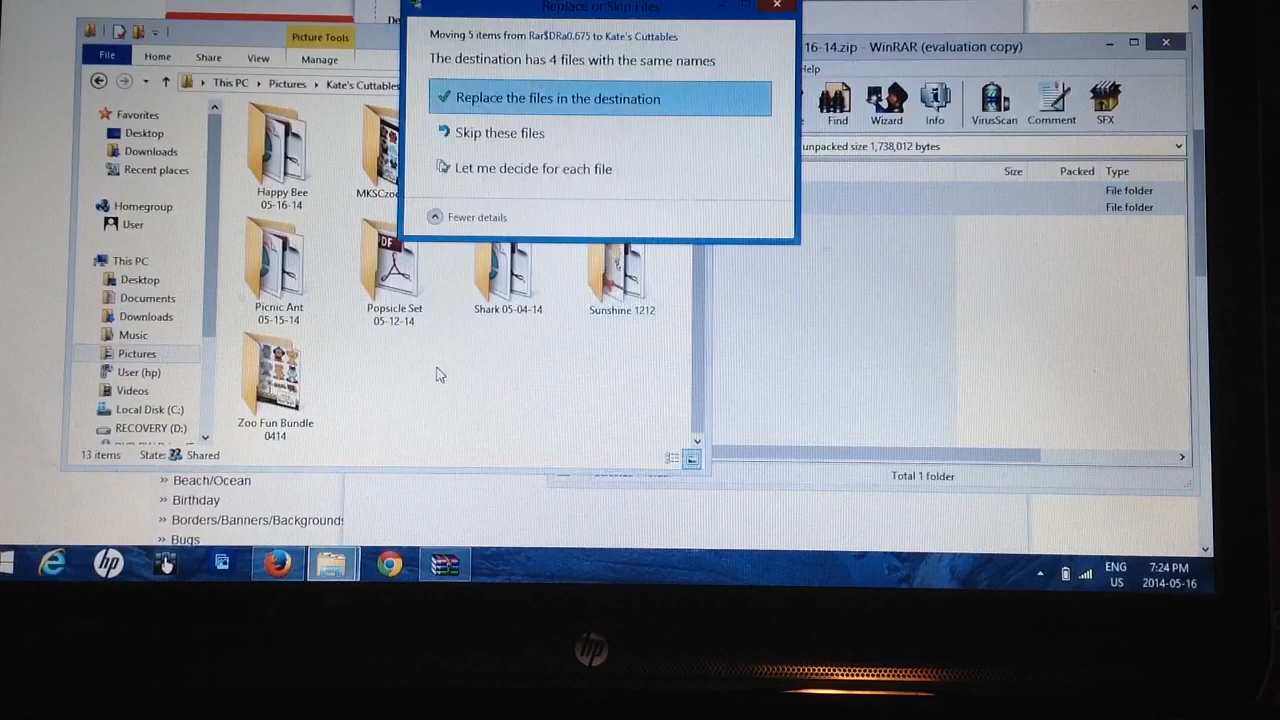 Replace or Skip Files
Moving 5 items from Rar$DRa0.675 to Kate's Cuttables
The destination has 4 files with the same names
Replace the files in the destination
Skip these files
Let me decide for each file
Fewer details
Picture Tools
File
Home
Share
View
Manage
This PC
Pictures
Kate's Cuttables
Favorites
Desktop
Downloads
Recent places
Homegroup
User
This PC
Desktop
Documents
Downloads
Music
Pictures
User (hp)
Videos
Local Disk (C:)
RECOVERY (D:)
Happy Bee
05-16-14
Picnic Ant
05-15-14
Popsicle Set
05-12-14
Shark 05-04-14
Sunshine 1212
Zoo Fun Bundle
0414
13 items
State:
Shared
16-14.zip - WinRAR (evaluation copy)
Help
Find
Wizard
Info
VirusScan
Comment
SFX
unpacked size 1,738,012 bytes
Size
Packed
Type
File folder
File folder
Total 1 folder
» Beach/Ocean
» Birthday
» Borders/Banners/Backgrounds
» Bugs
hp
ENG
US
7:24 PM
2014-05-16
hp